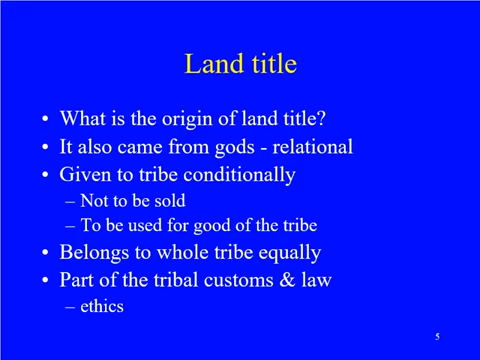 Land title
• What is the origin of land title?
• It also came from gods - relational
• Given to tribe conditionally
– Not to be sold
– To be used for good of the tribe
• Belongs to whole tribe equally
• Part of the tribal customs & law
– ethics
5